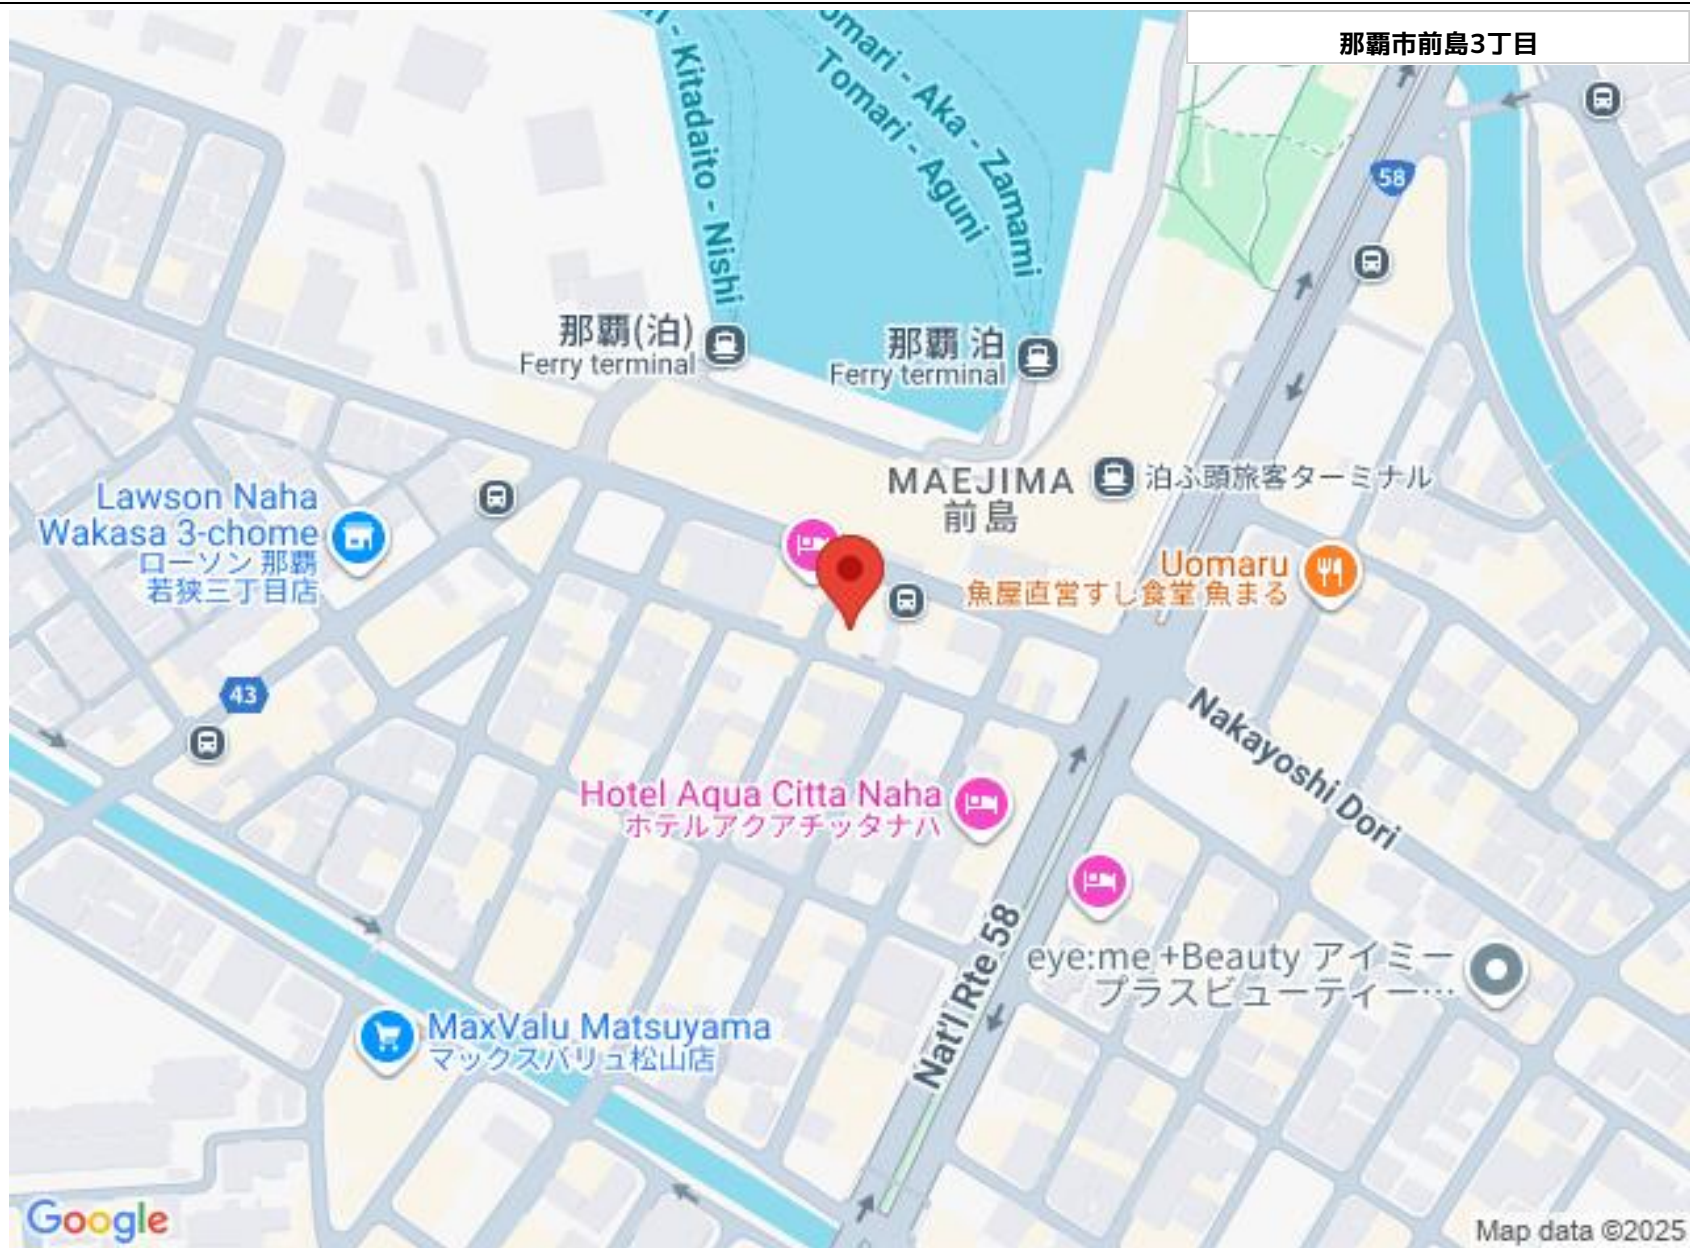 那覇市前島3丁目
- Kitadaito - Nishi
omari - Aka - Zamami
Tomari - Aguni
58
那覇(泊)
Ferry terminal
那覇 泊
Ferry terminal
MAEJIMA
前島
泊ふ頭旅客ターミナル
Lawson Naha
Wakasa 3-chome
ローソン 那覇
若狭三丁目店
Uomaru
魚屋直営すし食堂 魚まる
43
Nakayoshi Dori
Hotel Aqua Citta Naha
ホテルアクアチッタナハ
Nat'l Rte 58
eye:me +Beauty アイミー
プラスビューティー…
MaxValu Matsuyama
マックスバリュ松山店
Google
Map data ©2025